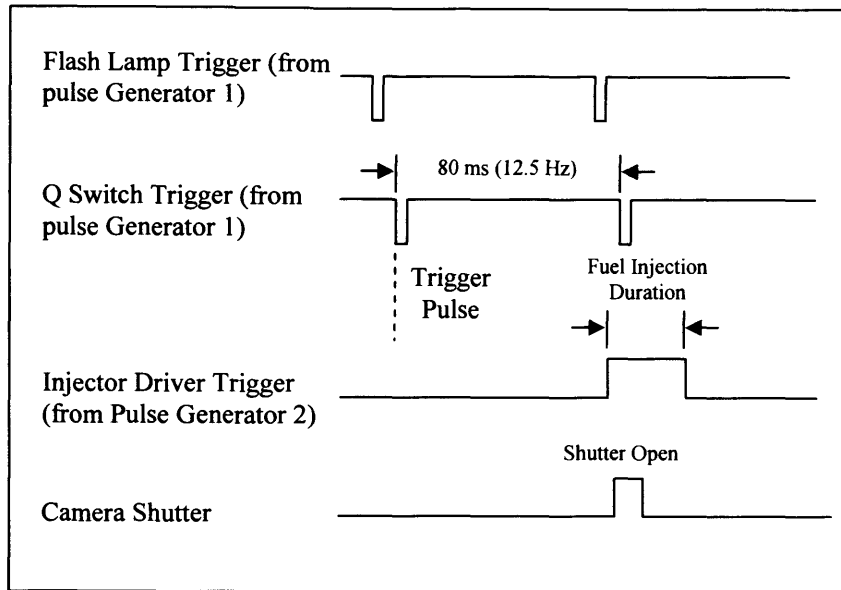 Flash Lamp Trigger (from
pulse Generator 1)
80 ms (12.5 Hz)
Q Switch Trigger (from
pulse Generator 1)
Trigger
Pulse
Fuel Injection
Duration
Injector Driver Trigger
(from Pulse Generator 2)
Shutter Open
Camera Shutter